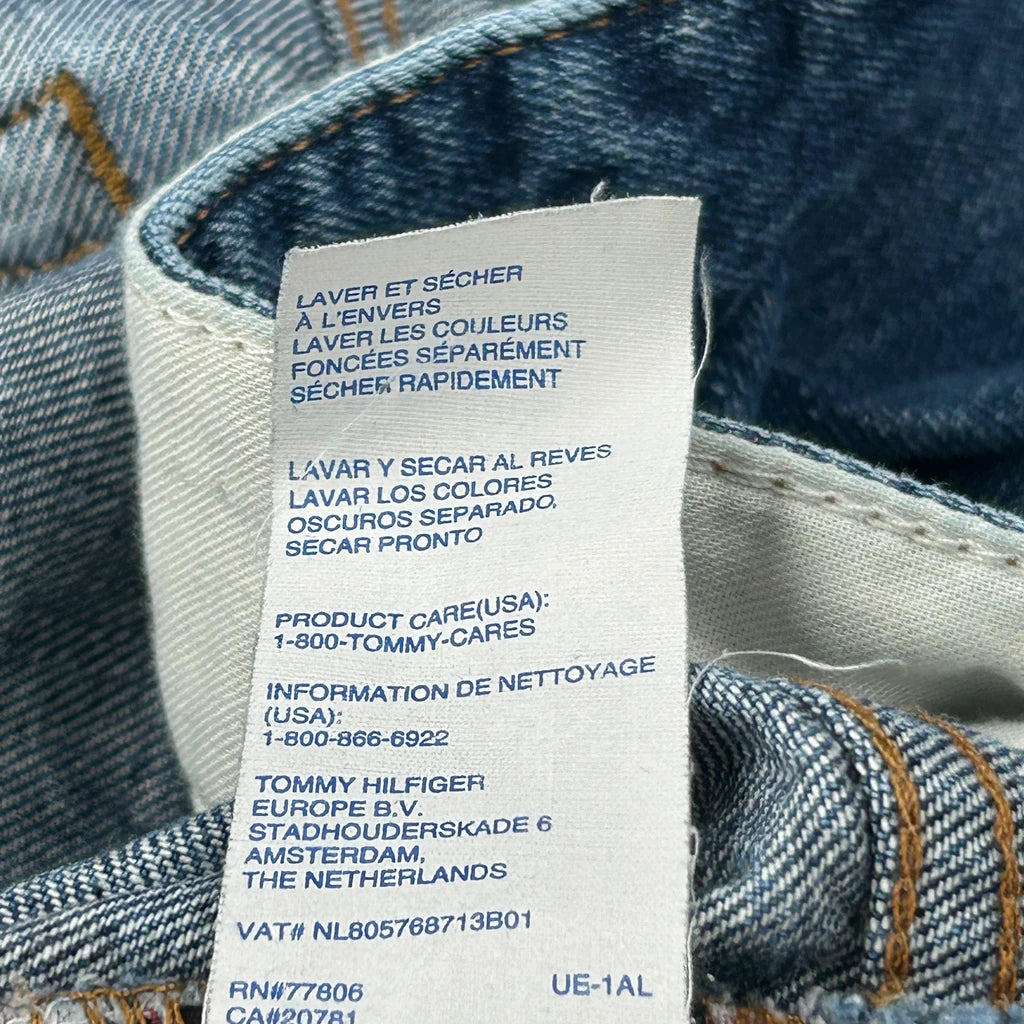 LAVER ET SÉCHER
À L'ENVERS
LAVER LES COULEURS
FONCÉES SÉPARÉMENT
SÉCHER RAPIDEMENT
LAVAR Y SECAR AL REVES
LAVAR LOS COLORES
OSCUROS SEPARADO,
SECAR PRONTO
PRODUCT CARE(USA):
1-800-TOMMY-CARES
INFORMATION DE NETTOYAGE
(USA):
1-800-866-6922
TOMMY HILFIGER
EUROPE B.V.
STADHOUDERSKADE 6
AMSTERDAM,
THE NETHERLANDS
VAT# NL805768713B01
RN#77806 UE-1AL
CA#20781